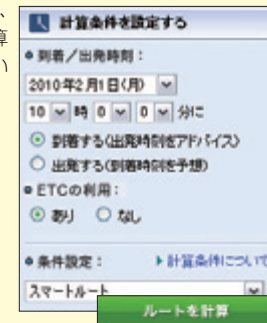 、
算
い
計算条件を設定する
到着/出発時刻:
2010年2月1日(月)
10 時 0 0 分に
到着する(出発時刻をアドバイス)
出発する(到着時刻を予想)
ETCの利用:
あり なし
条件設定: 計算条件について
スマートルート
ルートを計算